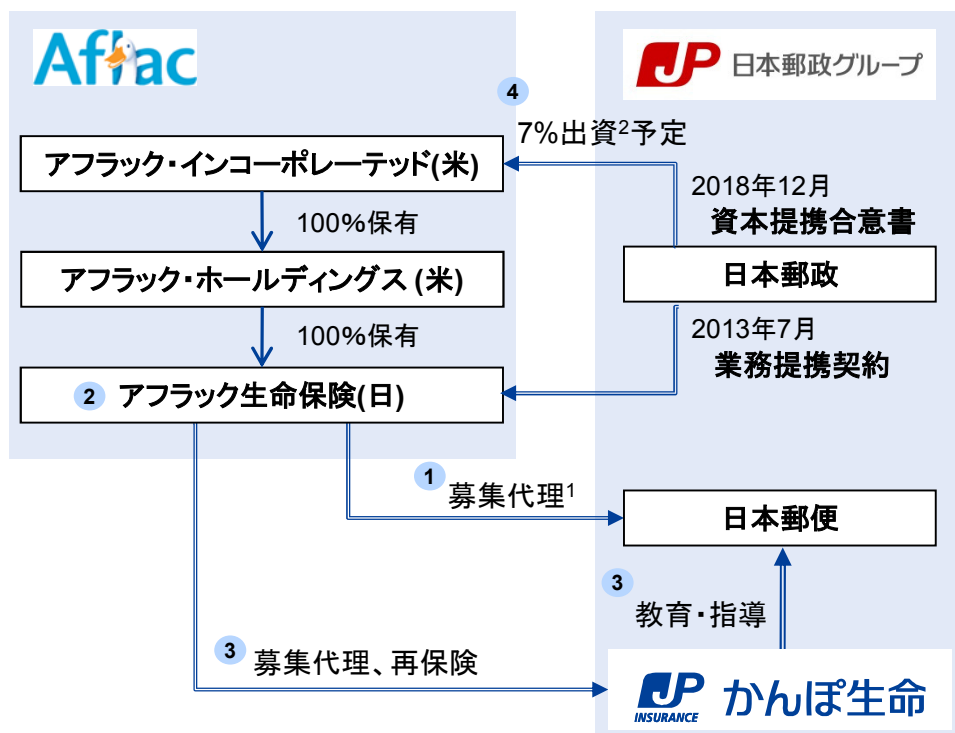 Aflac
JP 日本郵政グループ
4
7%出資2予定
アフラック・インコーポレーテッド(米)
2018年12月
資本提携合意書
100%保有
アフラック・ホールディングス (米)
日本郵政
100%保有
2013年7月
業務提携契約
2 アフラック生命保険(日)
1 募集代理1
日本郵便
3
教育・指導
3 募集代理、再保険
JP INSURANCE かんぽ生命